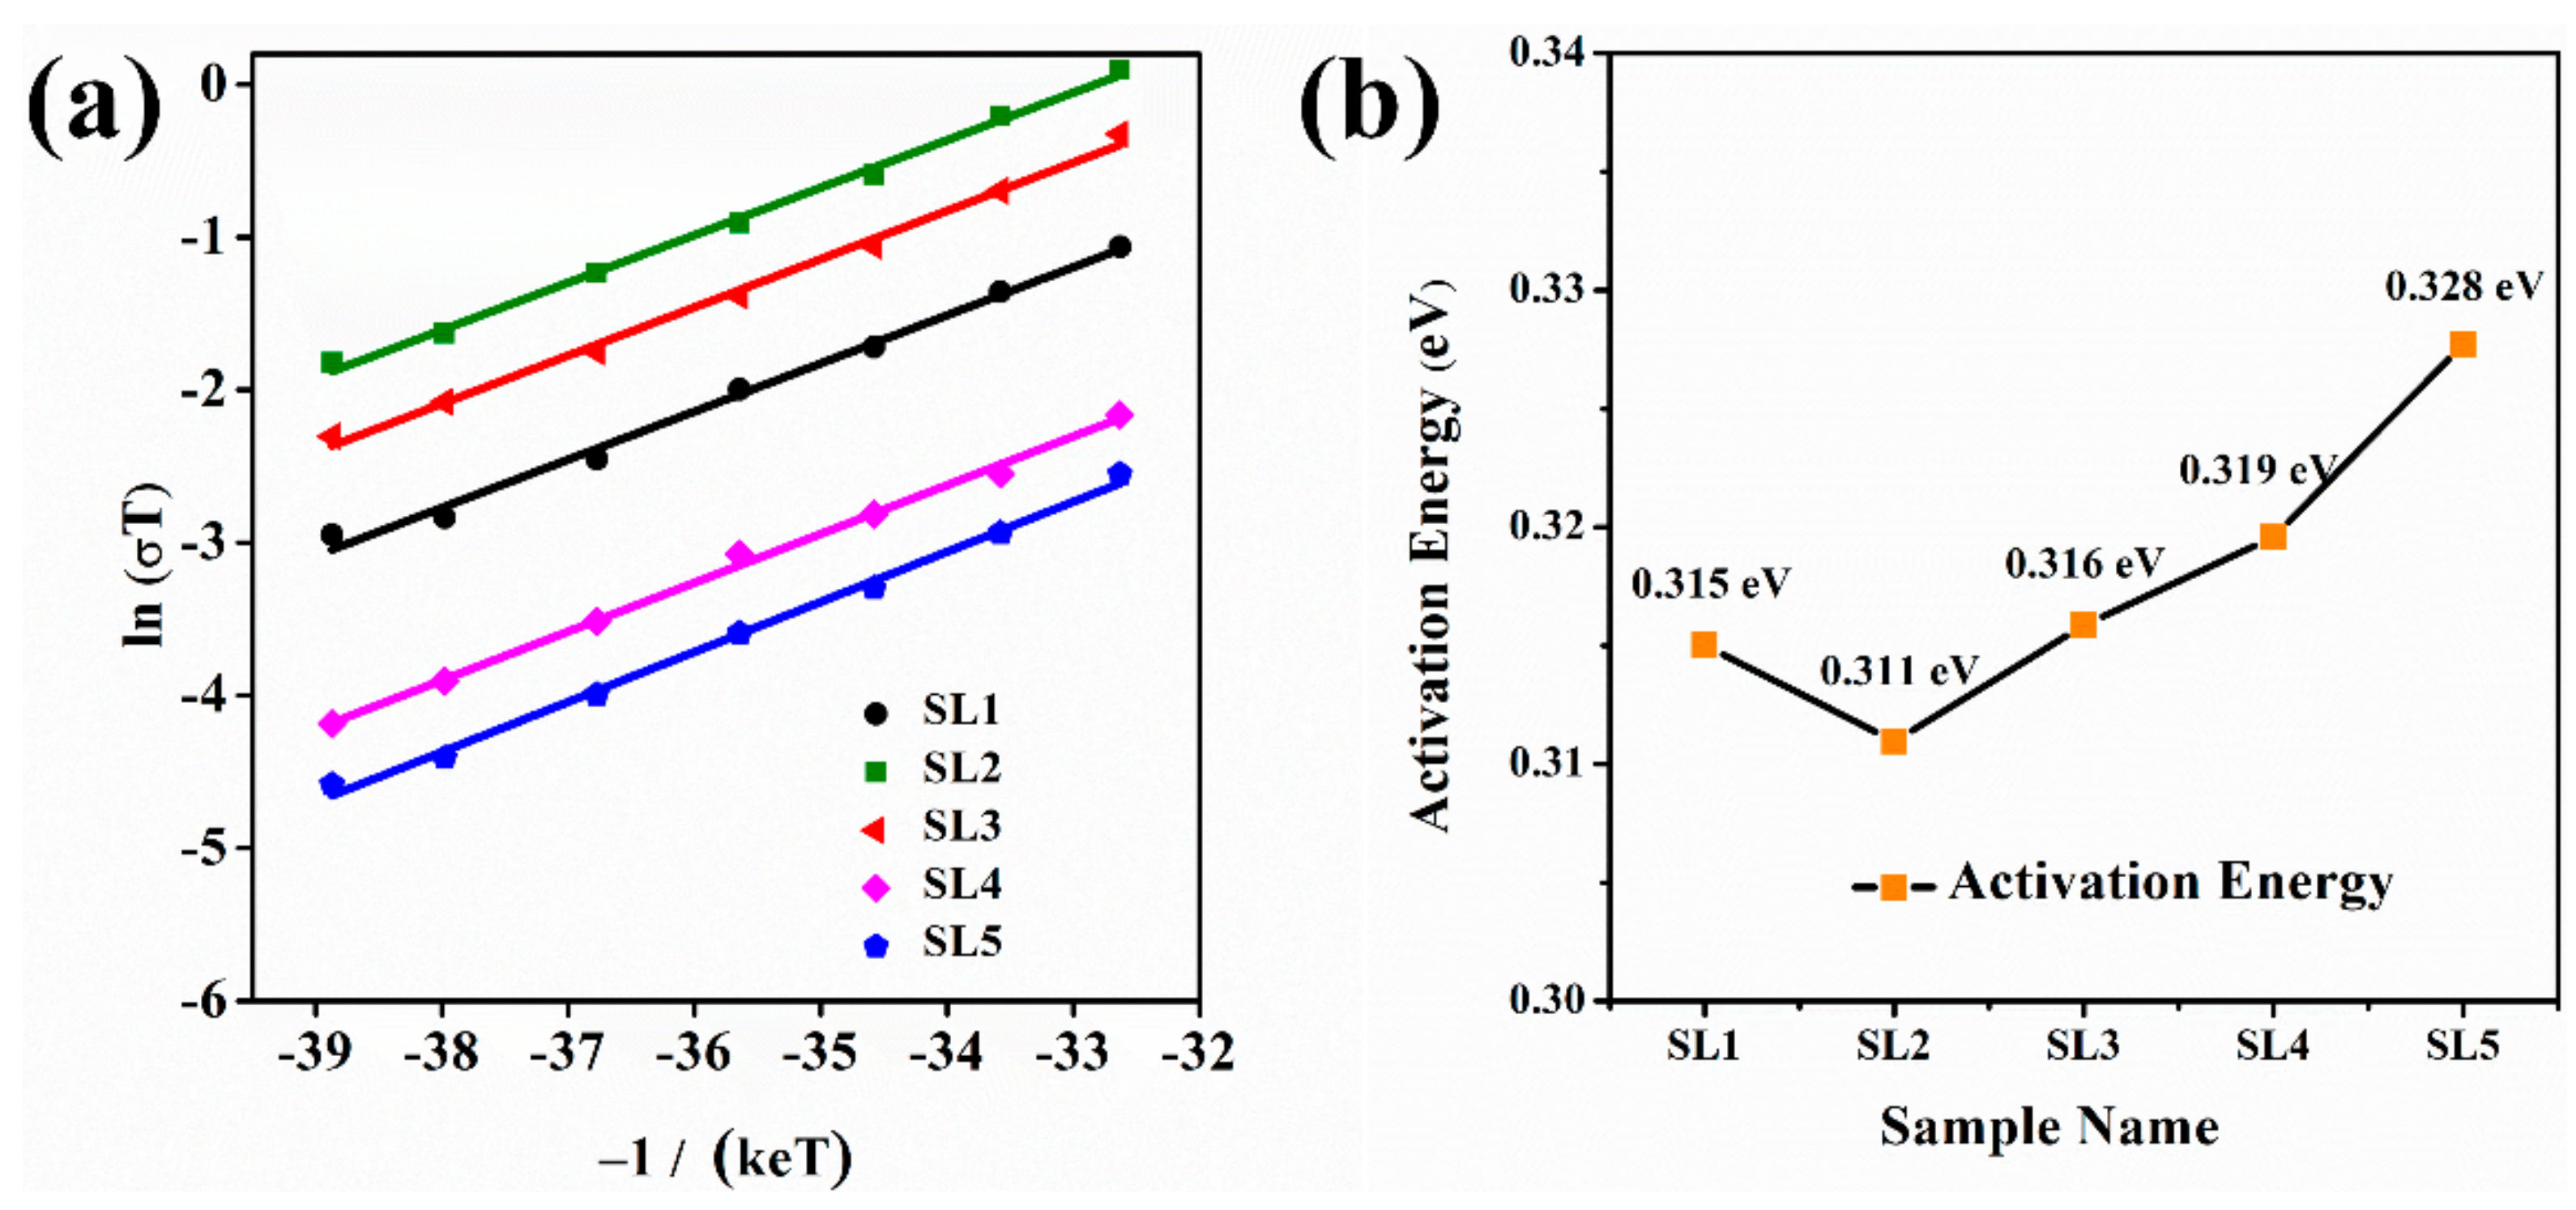 (a)
0
-1
-2
-3
-4
-5
-6
ln (σT)
SL1
SL2
SL3
SL4
SL5
-39 -38 -37 -36 -35 -34 -33 -32
–1 / (keT)
(b)
0.34
0.33
0.32
0.31
0.30
Activation Energy (eV)
0.315 eV
0.311 eV
0.316 eV
0.319 eV
0.328 eV
Activation Energy
SL1 SL2 SL3 SL4 SL5
Sample Name